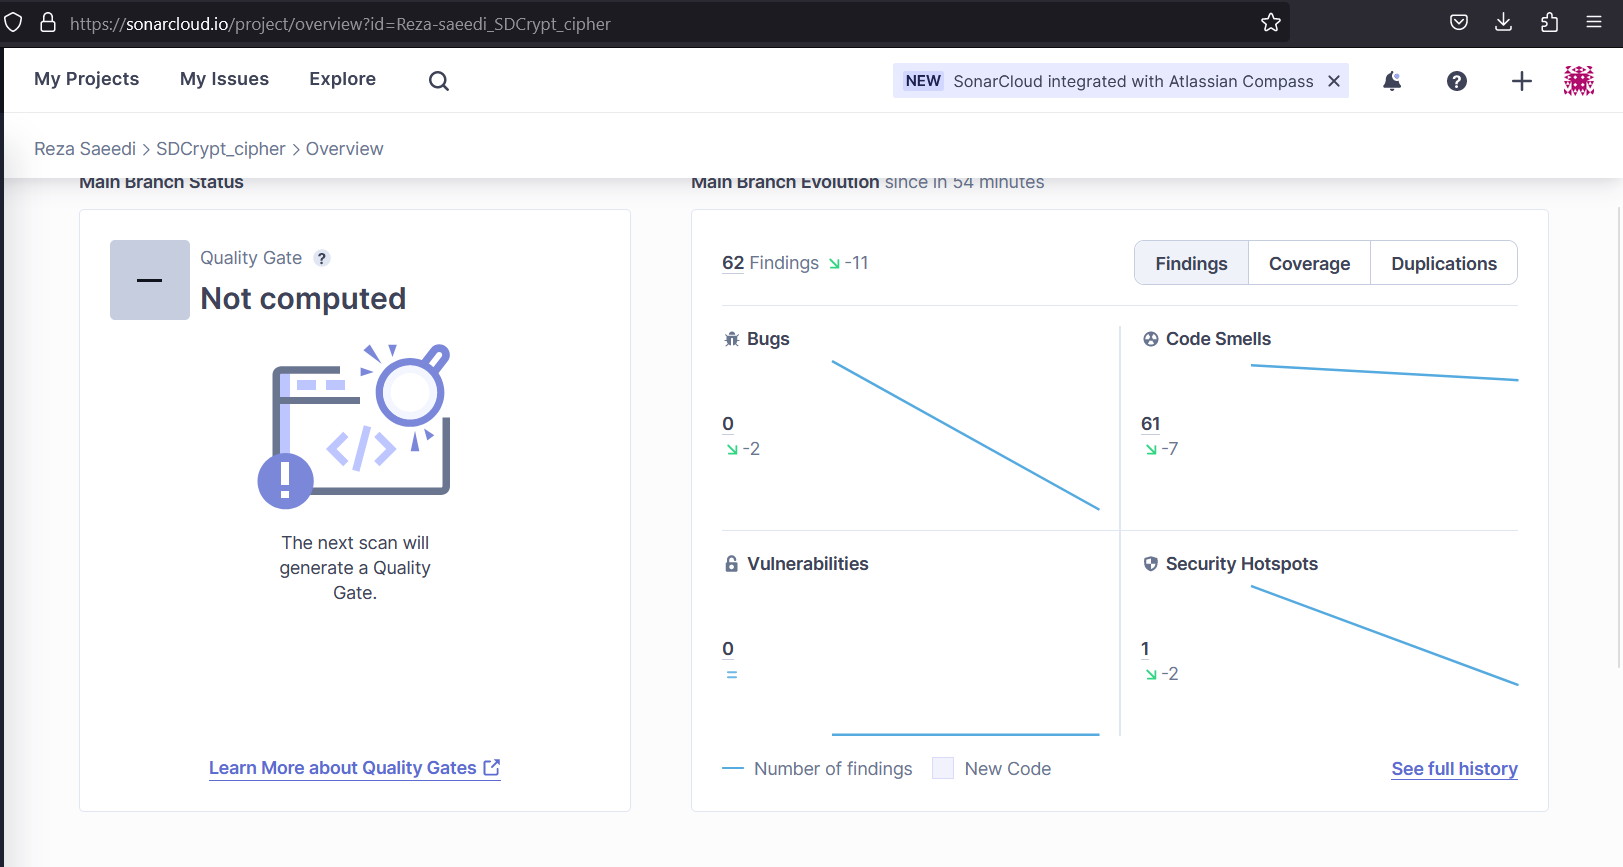 https://sonarcloud.io/project/overview?id=Reza-saeedi_SDCrypt_cipher
My Projects My Issues Explore
NEW SonarCloud integrated with Atlassian Compass
Reza Saeedi > SDCrypt_cipher > Overview
Main Branch Status
Main Branch Evolution since in 54 minutes
Quality Gate ?
Not computed
The next scan will
generate a Quality
Gate.
Learn More about Quality Gates
62 Findings -11
Findings Coverage Duplications
Bugs
0
-2
Code Smells
61
-7
Vulnerabilities
0
=
Security Hotspots
1
-2
Number of findings New Code
See full history